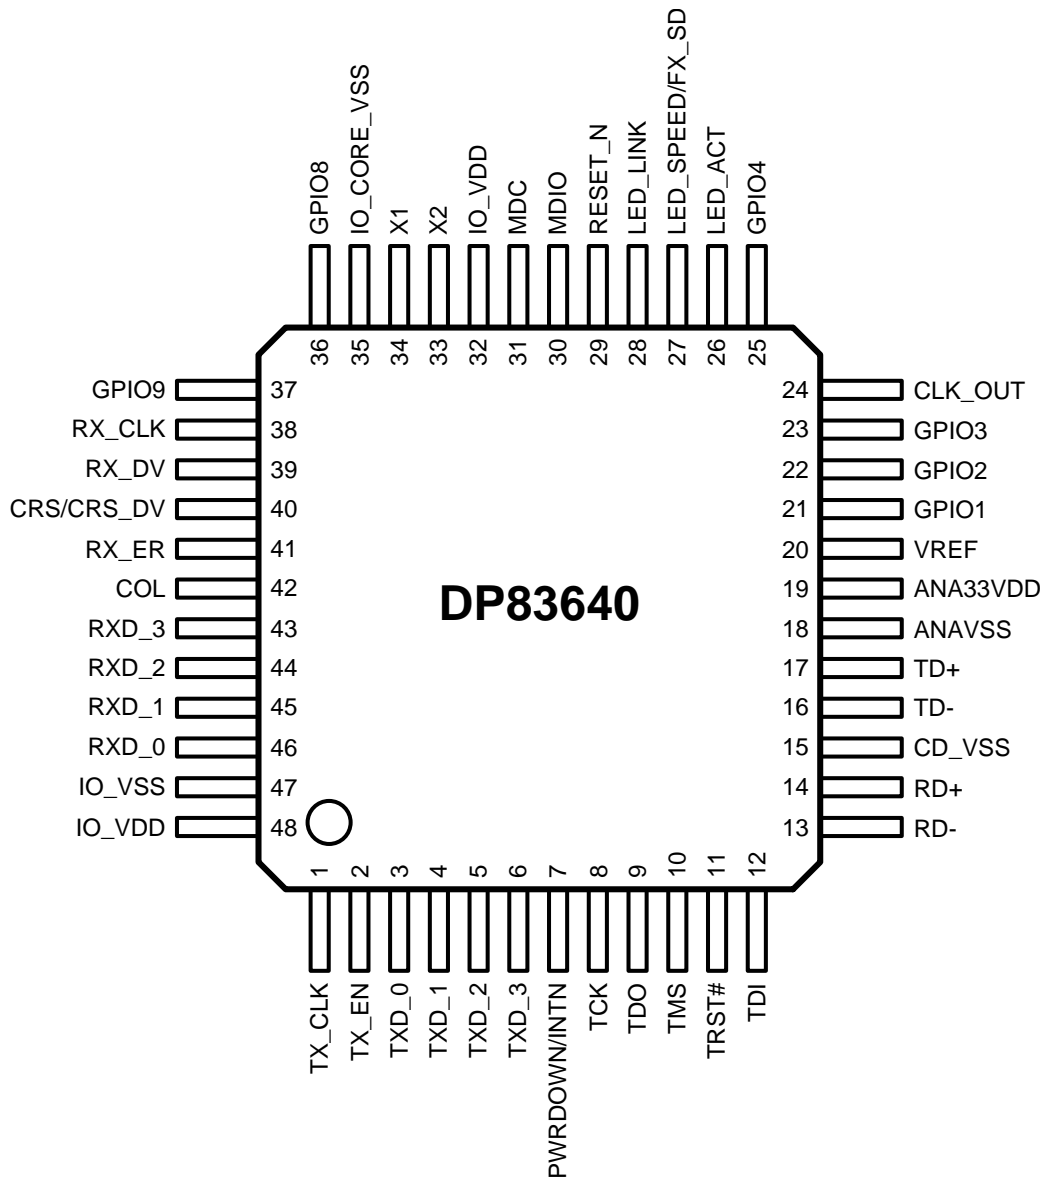 GPIO8
IO_CORE_VSS
X1
X2
IO_VDD
MDC
MDIO
RESET_N
LED_LINK
LED_SPEED/FX_SD
LED_ACT
GPIO4
36
35
34
33
32
31
30
29
28
27
26
25
GPIO9 37
RX_CLK 38
RX_DV 39
CRS/CRS_DV 40
RX_ER 41
COL 42
RXD_3 43
RXD_2 44
RXD_1 45
RXD_0 46
IO_VSS 47
IO_VDD 48
DP83640
24 CLK_OUT
23 GPIO3
22 GPIO2
21 GPIO1
20 VREF
19 ANA33VDD
18 ANAVSS
17 TD+
16 TD-
15 CD_VSS
14 RD+
13 RD-
1
2
3
4
5
6
7
8
9
10
11
12
TX_CLK
TX_EN
TXD_0
TXD_1
TXD_2
TXD_3
PWRDOWN/INTN
TCK
TDO
TMS
TRST#
TDI